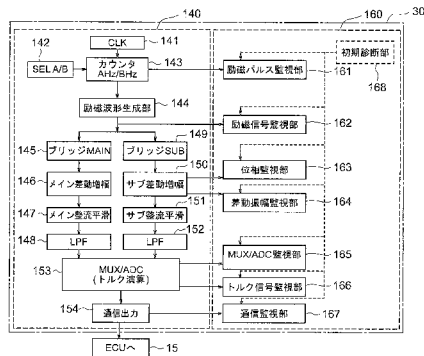 140
160
30
CLK
141
142
SELA/B
カウンタ
AHz/BHz
143
初期診断部
168
励磁パルス監視部
161
励磁波形生成部
144
励磁信号監視部
162
149
145
ブリッジMAIN
ブリッジSUB
150
位相監視部
163
146
メイン差動増幅
サブ差動増幅
151
差動振幅監視部
164
147
メイン整流平滑
サブ整流平滑
152
148
LPF
LPF
153
MUX/ADC
(トルク演算)
MUX/ADC監視部
165
トルク信号監視部
166
154
通信出力
通信監視部
167
ECUへ
15